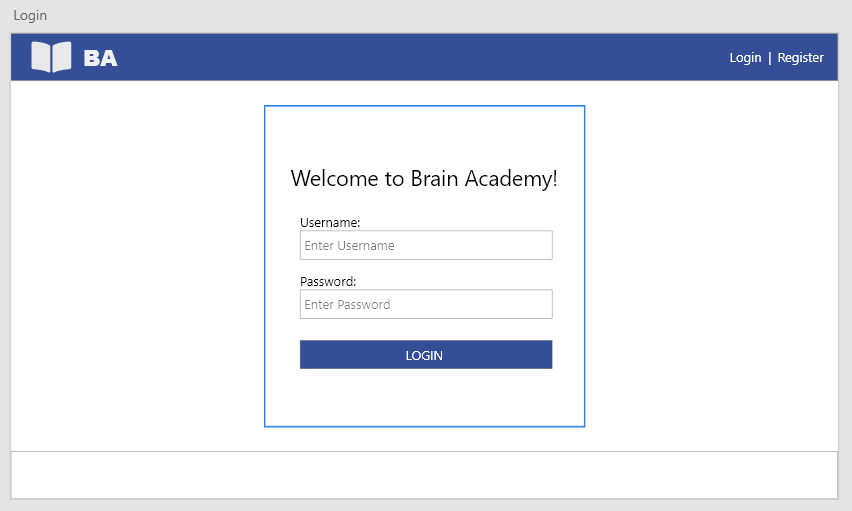 Login
BA
Login | Register
Welcome to Brain Academy!
Username:
Enter Username
Password:
Enter Password
LOGIN